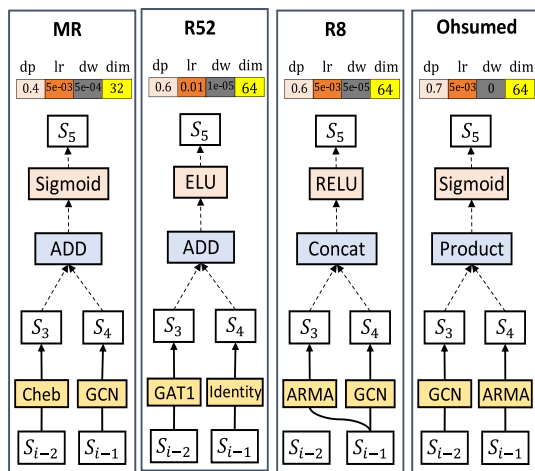 MR
dp lr dw dim
0.4 5e-03 5e-04 32
S5
Sigmoid
ADD
S3 S4
Cheb GCN
Si−2 Si−1
R52
dp lr dw dim
0.6 0.01 1e-05 64
S5
ELU
ADD
S3 S4
GAT1 Identity
Si−2 Si−1
R8
dp lr dw dim
0.6 5e-03 5e-05 64
S5
RELU
Concat
S3 S4
ARMA GCN
Si−2 Si−1
Ohsumed
dp lr dw dim
0.7 5e-03 0 64
S5
Sigmoid
Product
S3 S4
GCN ARMA
Si−2 Si−1